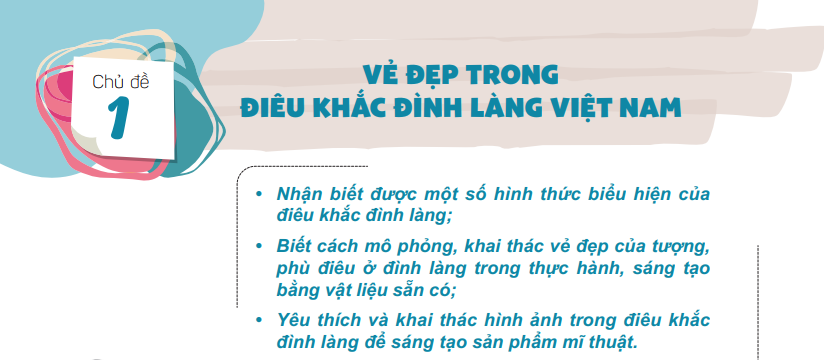 Chủ đề
1
VẺ ĐẸP TRONG
ĐIÊU KHẮC ĐÌNH LÀNG VIỆT NAM
• Nhận biết được một số hình thức biểu hiện của
điêu khắc đình làng;
• Biết cách mô phỏng, khai thác vẻ đẹp của tượng,
phù điêu ở đình làng trong thực hành, sáng tạo
bằng vật liệu sẵn có;
• Yêu thích và khai thác hình ảnh trong điêu khắc
đình làng để sáng tạo sản phẩm mĩ thuật.